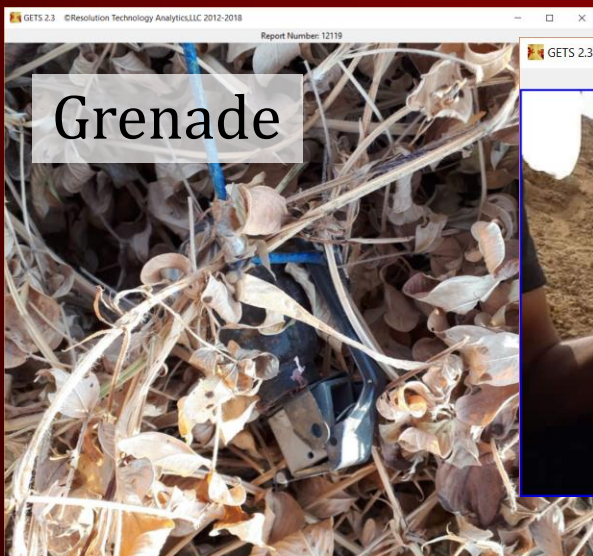 GETS 2.3 ©Resolution Technology Analytics,LLC 2012-2018
Report Number: 12119
GETS 2.3
Grenade